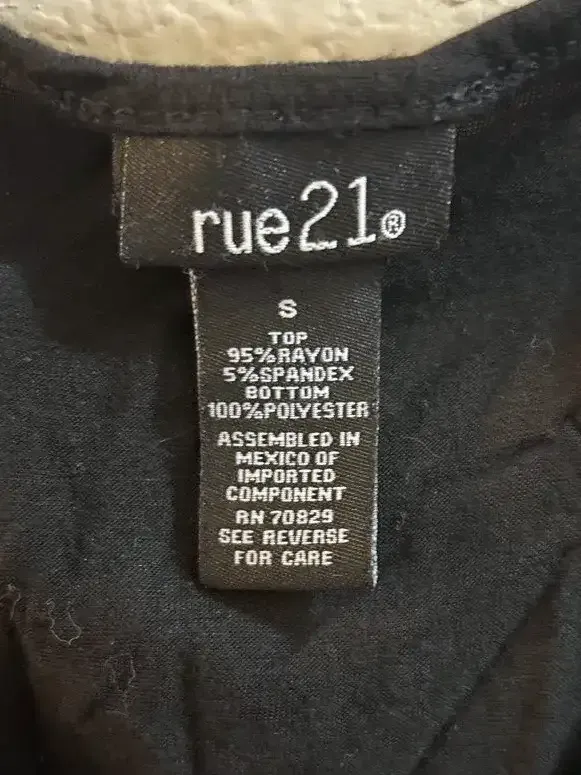 rue21®
S
TOP
95%RAYON
5%SPANDEX
BOTTOM
100%POLYESTER
ASSEMBLED IN
MEXICO OF
IMPORTED
COMPONENT
RN 70829
SEE REVERSE
FOR CARE